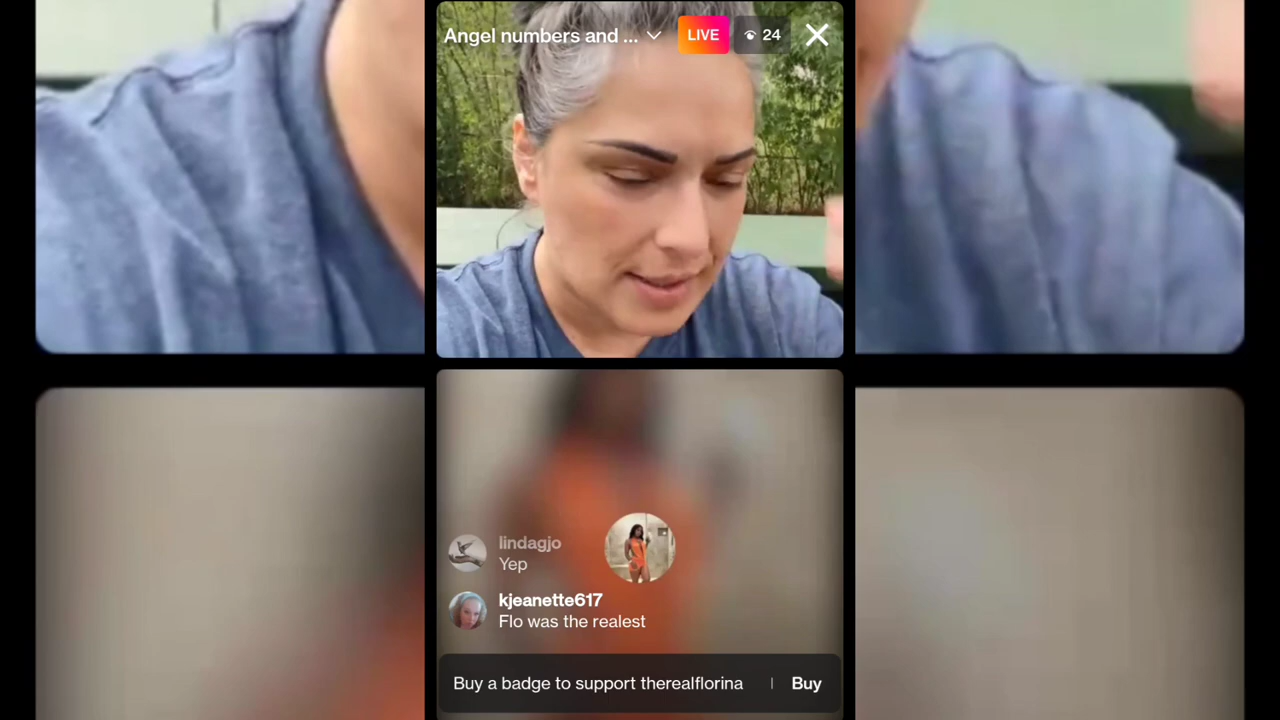 Angel numbers and ...
LIVE
24
lindagjo
Yep
kjeanette617
Flo was the realest
Buy a badge to support therealflorina
Buy